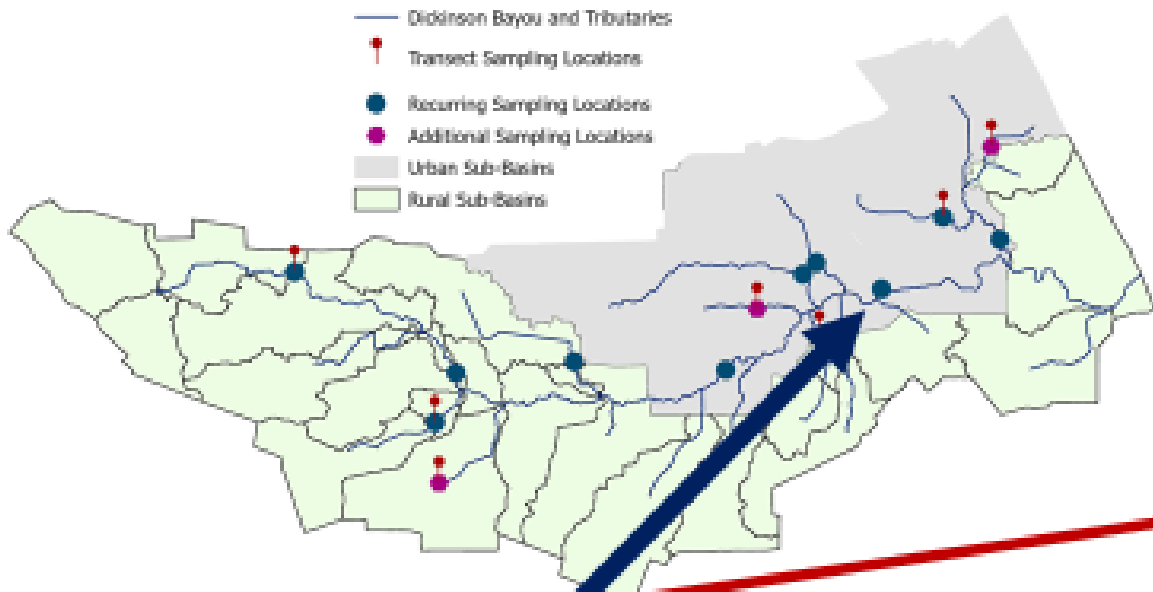 Dickinson Bayou and Tributaries
Transect Sampling Locations
Recurring Sampling Locations
Additional Sampling Locations
Urban Sub-Basins
Rural Sub-Basins